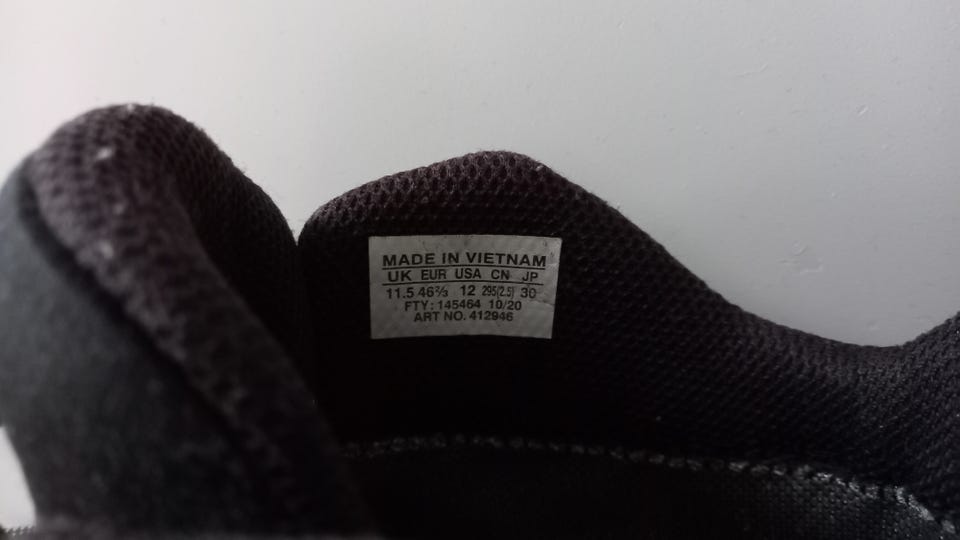 MADE IN VIETNAM
UK EUR USA CN JP
11.5 46⅔ 12 295(2.5) 30
FTY: 145464 10/20
ART NO. 412946